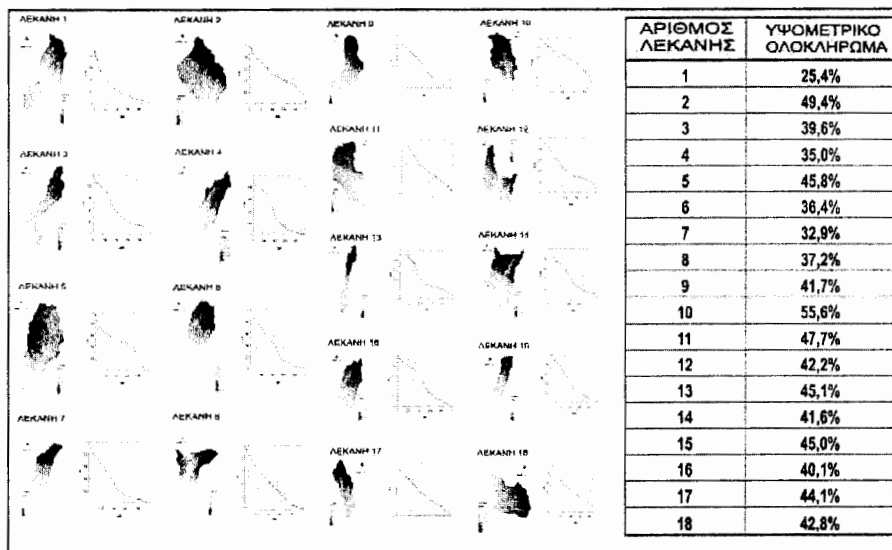 ΛΕΚΑΝΗ 1
ΛΕΚΑΝΗ 2
ΛΕΚΑΝΗ 9
ΛΕΚΑΝΗ 10
ΛΕΚΑΝΗ 3
ΛΕΚΑΝΗ 4
ΛΕΚΑΝΗ 11
ΛΕΚΑΝΗ 12
ΛΕΚΑΝΗ 13
ΛΕΚΑΝΗ 14
ΛΕΚΑΝΗ 5
ΛΕΚΑΝΗ 6
ΛΕΚΑΝΗ 16
ΛΕΚΑΝΗ 15
ΛΕΚΑΝΗ 7
ΛΕΚΑΝΗ 8
ΛΕΚΑΝΗ 17
ΛΕΚΑΝΗ 18
ΑΡΙΘΜΟΣ ΛΕΚΑΝΗΣ ΥΨΟΜΕΤΡΙΚΟ ΟΛΟΚΛΗΡΩΜΑ
1 25,4%
2 49,4%
3 39,6%
4 35,0%
5 45,8%
6 36,4%
7 32,9%
8 37,2%
9 41,7%
10 55,6%
11 47,7%
12 42,2%
13 45,1%
14 41,6%
15 45,0%
16 40,1%
17 44,1%
18 42,8%